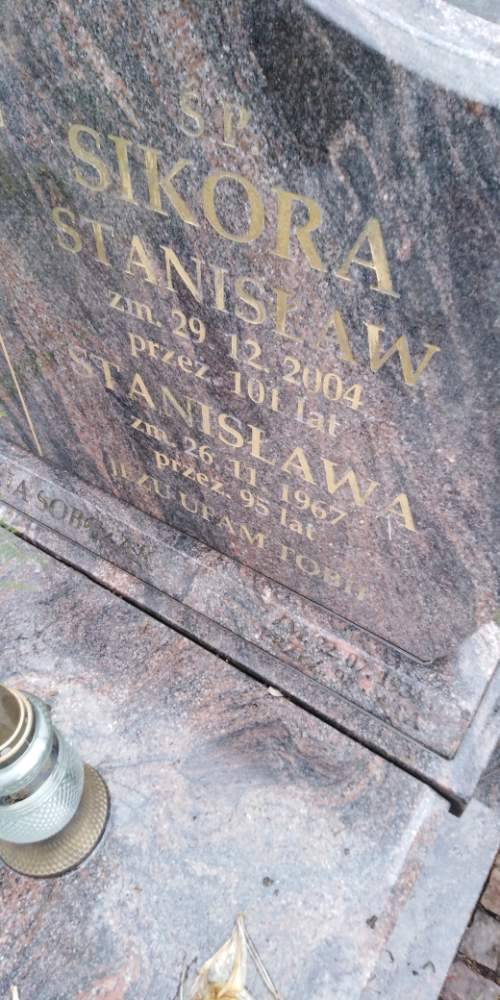 Ś.P.
SIKORA
STANISŁAW
zm. 29. 12. 2004
przeż. 101 lat
STANISŁAWA
zm. 26. 11. 1967
przeż. 95 lat
JEZU UFAM TOBIE